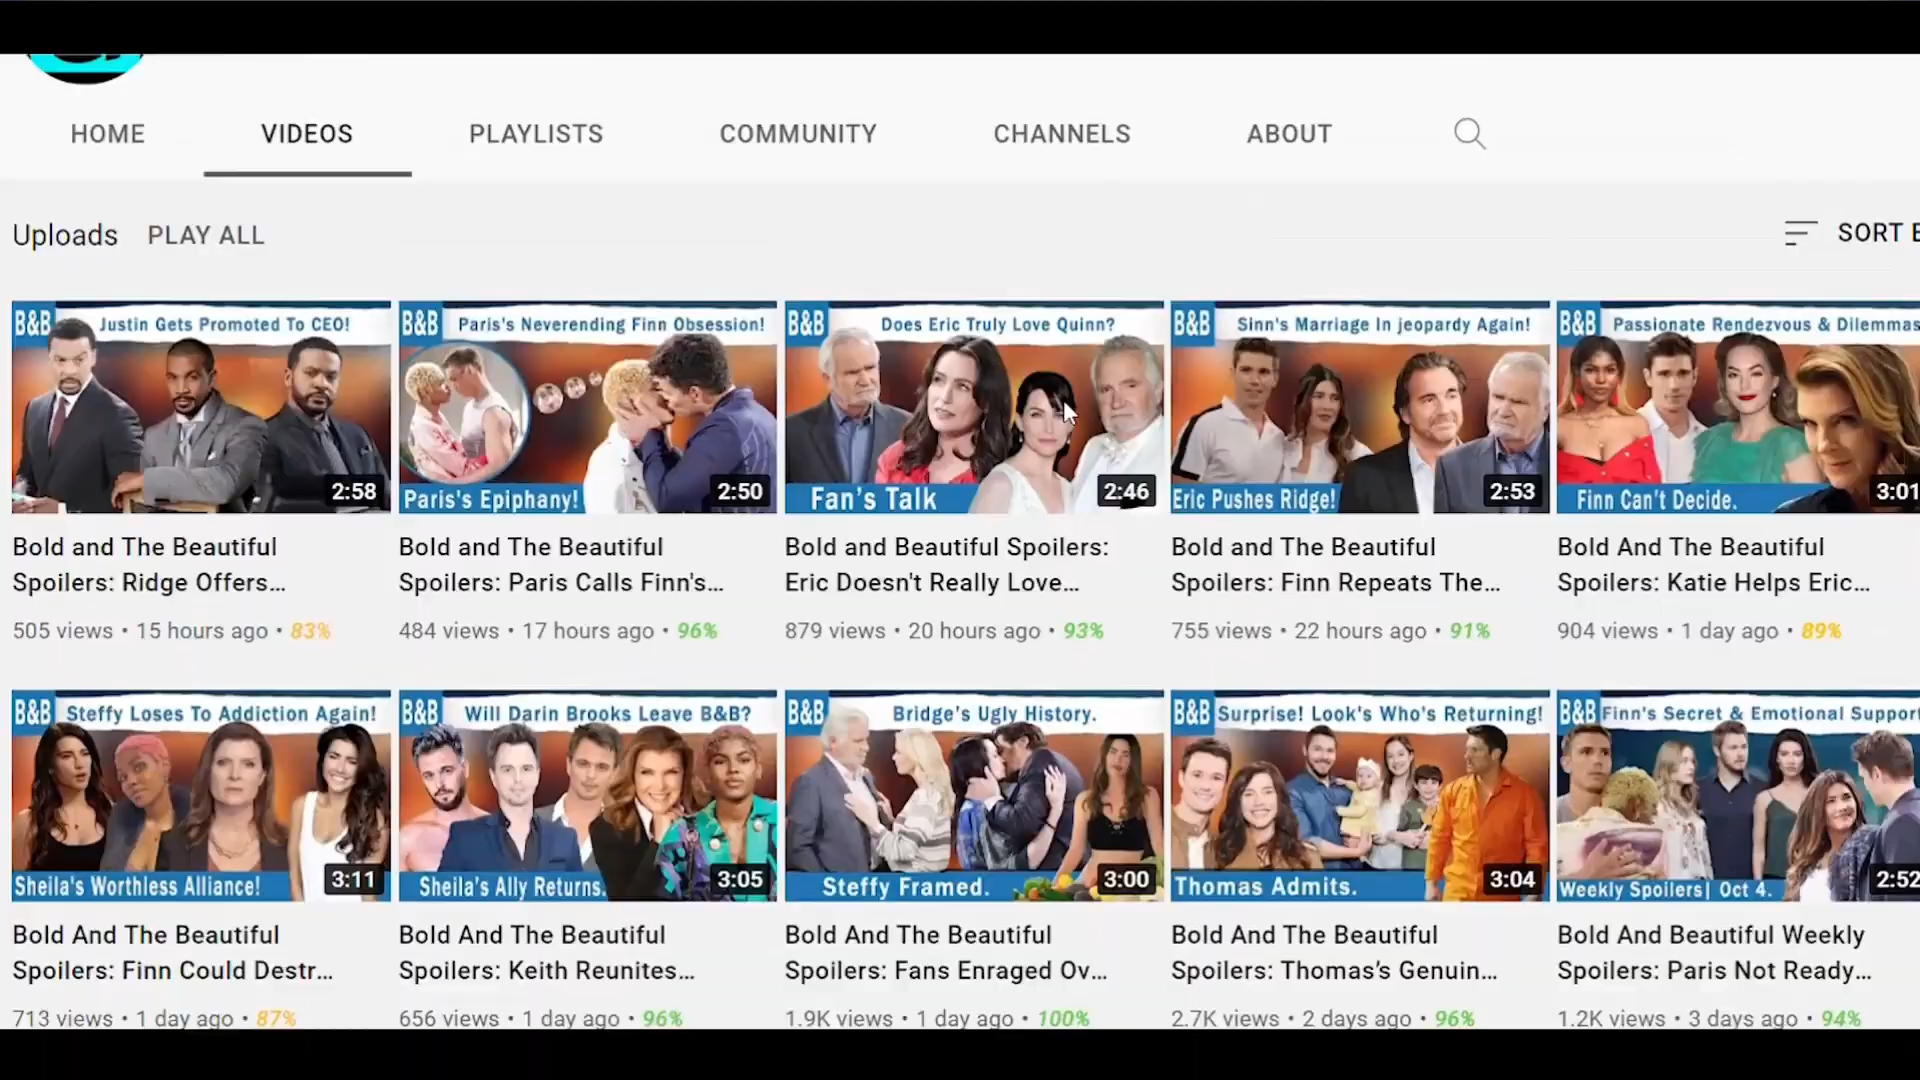 HOME VIDEOS PLAYLISTS COMMUNITY CHANNELS ABOUT
Uploads PLAY ALL
SORT
B&B Justin Gets Promoted To CEO!
2:58
Bold and The Beautiful
Spoilers: Ridge Offers...
505 views • 15 hours ago • 83%
B&B Paris's Neverending Finn Obsession!
Paris's Epiphany!
2:50
Bold and The Beautiful
Spoilers: Paris Calls Finn's...
484 views • 17 hours ago • 96%
B&B Does Eric Truly Love Quinn?
Fan's Talk
2:46
Bold and Beautiful Spoilers:
Eric Doesn't Really Love...
879 views • 20 hours ago • 93%
B&B Sinn's Marriage In jeopardy Again!
Eric Pushes Ridge!
2:53
Bold and The Beautiful
Spoilers: Finn Repeats The...
755 views • 22 hours ago • 91%
B&B Passionate Rendezvous & Dilemmas
Finn Can't Decide.
3:01
Bold And The Beautiful
Spoilers: Katie Helps Eric...
904 views • 1 day ago • 89%
B&B Steffy Loses To Addiction Again!
Sheila's Worthless Alliance!
3:11
Bold And The Beautiful
Spoilers: Finn Could Destr...
713 views • 1 day ago • 87%
B&B Will Darin Brooks Leave B&B?
Sheila's Ally Returns.
3:05
Bold And The Beautiful
Spoilers: Keith Reunites...
656 views • 1 day ago • 96%
B&B Bridge's Ugly History.
Steffy Framed.
3:00
Bold And The Beautiful
Spoilers: Fans Enraged Ov...
1.9K views • 1 day ago • 100%
B&B Surprise! Look's Who's Returning!
Thomas Admits.
3:04
Bold And The Beautiful
Spoilers: Thomas's Genuin...
2.7K views • 2 days ago • 96%
B&B Finn's Secret & Emotional Support
Weekly Spoilers| Oct 4.
2:52
Bold And Beautiful Weekly
Spoilers: Paris Not Ready...
1.2K views • 3 days ago • 94%